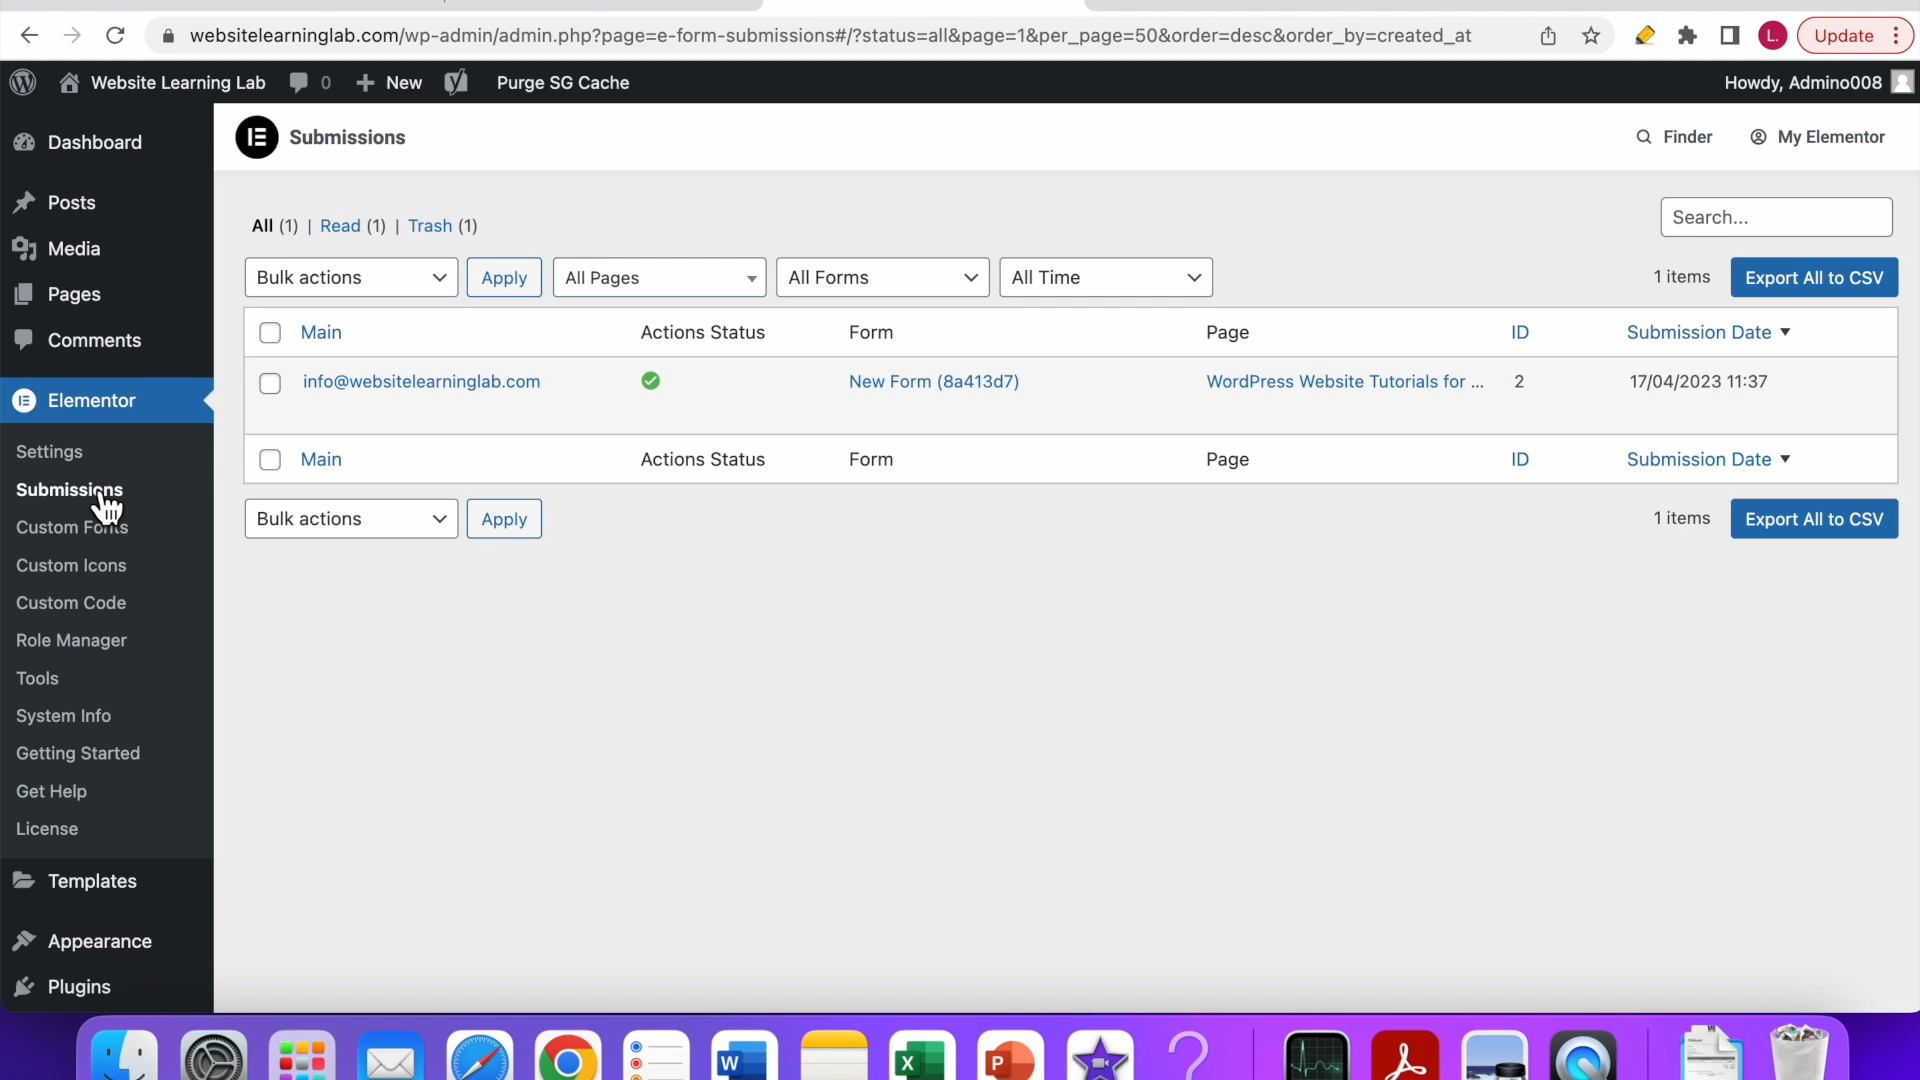 websitelearninglab.com/wp-admin/admin.php?page=e-form-submissions#/?status=all&page=1&per_page=50&order=desc&order_by=created_at
L.
Update
Website Learning Lab
0
New
Purge SG Cache
Howdy, Admino008
Dashboard
Posts
Media
Pages
Comments
Elementor
Settings
Submissions
Custom Fonts
Custom Icons
Custom Code
Role Manager
Tools
System Info
Getting Started
Get Help
License
Templates
Appearance
Plugins
Submissions
Finder
My Elementor
All (1) | Read (1) | Trash (1)
Search...
Bulk actions
Apply
All Pages
All Forms
All Time
1 items
Export All to CSV
Main Actions Status Form Page ID Submission Date
info@websitelearninglab.com New Form (8a413d7) WordPress Website Tutorials for ... 2 17/04/2023 11:37
Main Actions Status Form Page ID Submission Date
Bulk actions
Apply
1 items
Export All to CSV
W
X
P
?